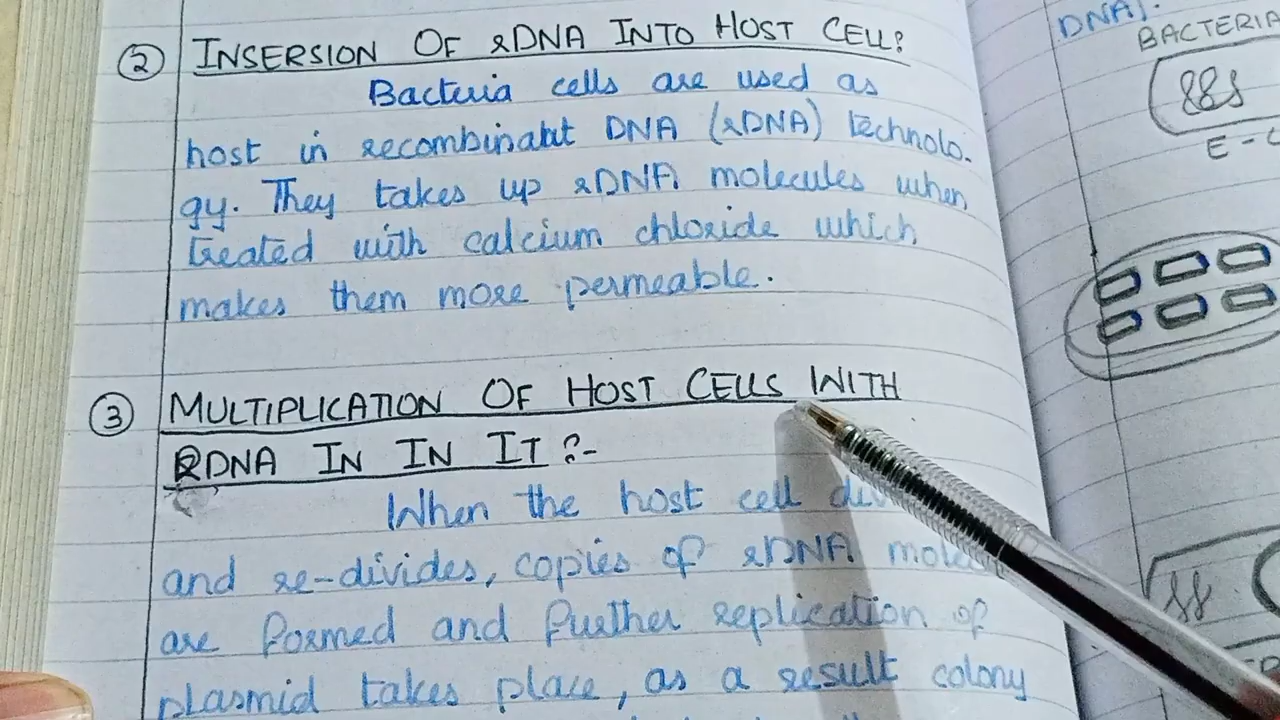 ② INSERSION OF rDNA INTO HOST CELL:
Bacteria cells are used as
host in recombinant DNA (rDNA) technolo-
gy. They takes up rDNA molecules when
treated with calcium chloride which
makes them more permeable.
③ MULTIPLICATION OF HOST CELLS WITH
RDNA IN IN IT :-
When the host cell
and re-divides, copies of rDNA
are formed and further replication of
plasmid takes place, as a result colony
DNA).
BACTERIA